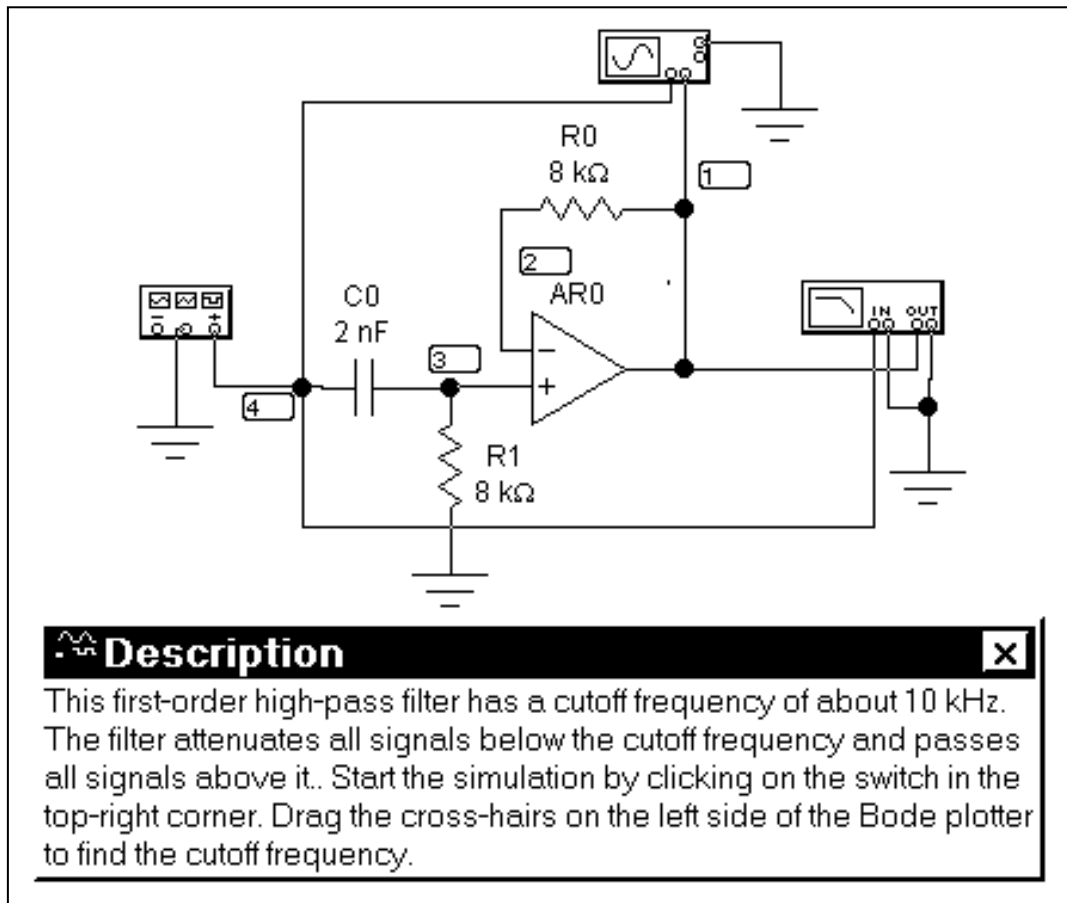 R0
8 kΩ
1
2
AR0
C0
2 nF
3
4
IN OUT
− +
−
+
R1
8 kΩ
Description
This first-order high-pass filter has a cutoff frequency of about 10 kHz.
The filter attenuates all signals below the cutoff frequency and passes
all signals above it.. Start the simulation by clicking on the switch in the
top-right corner. Drag the cross-hairs on the left side of the Bode plotter
to find the cutoff frequency.